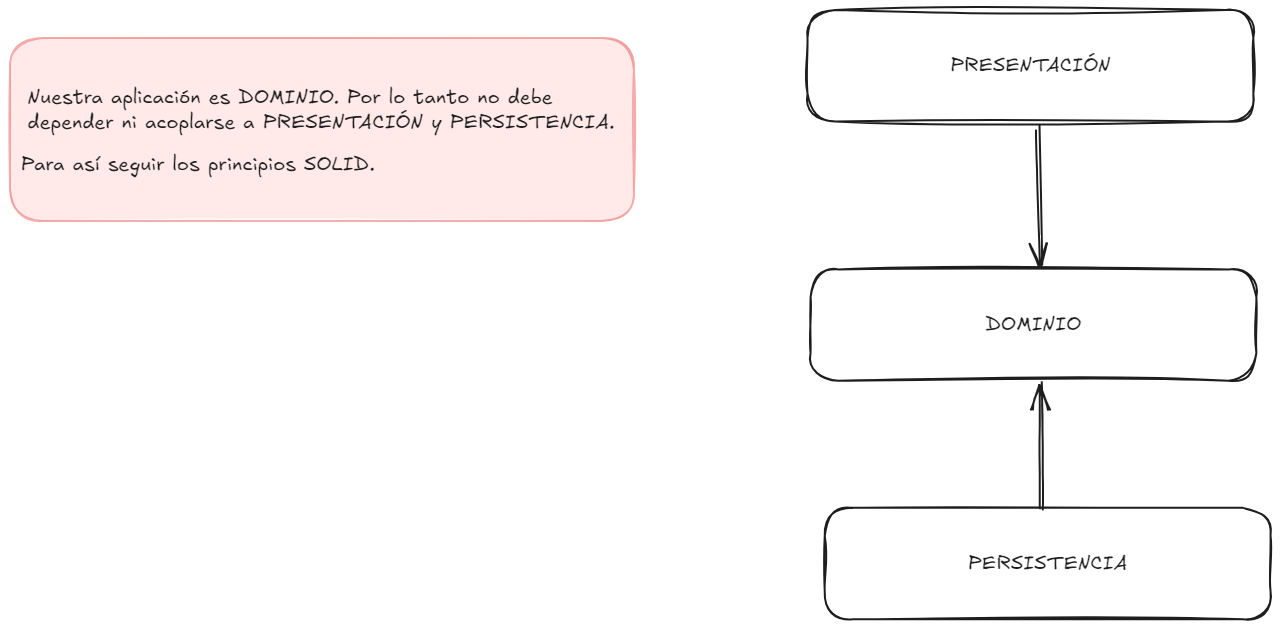 Nuestra aplicación es DOMINIO. Por lo tanto no debe
depender ni acoplarse a PRESENTACIÓN y PERSISTENCIA.
Para así seguir los principios SOLID.
PRESENTACIÓN
DOMINIO
PERSISTENCIA